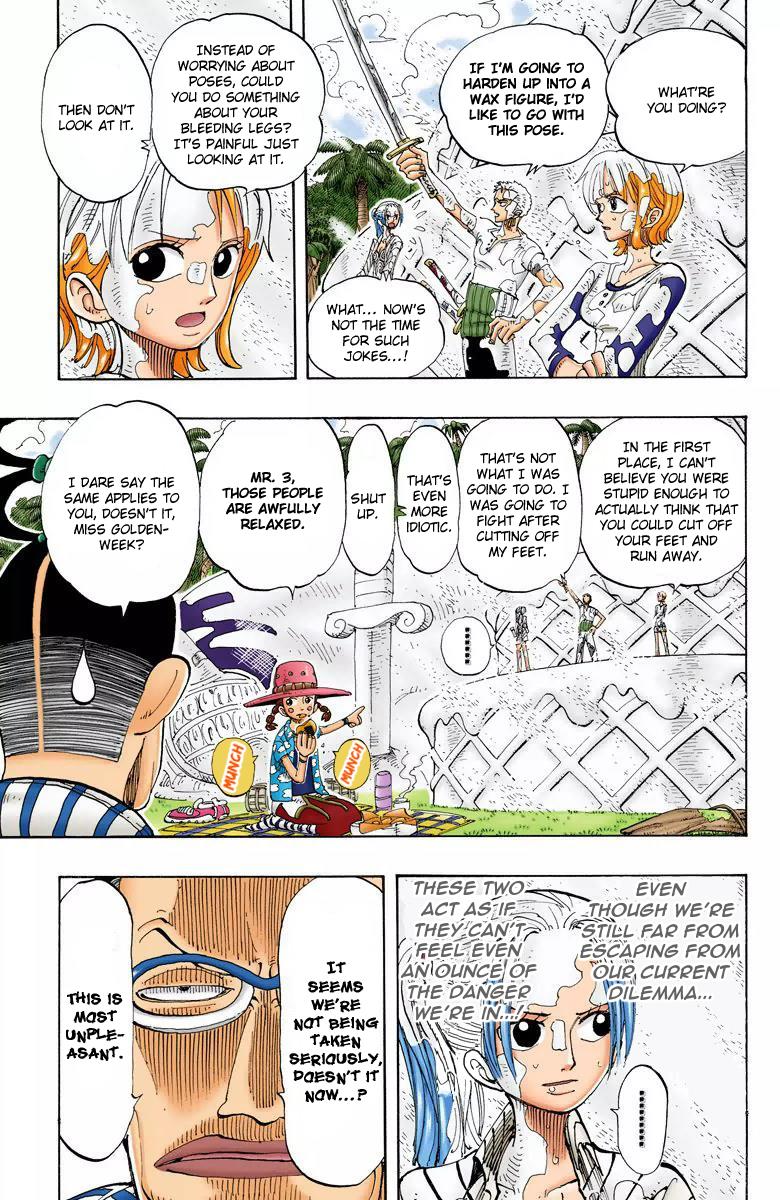 WHAT'RE
YOU DOING?
IF I'M GOING TO
HARDEN UP INTO A
WAX FIGURE, I'D
LIKE TO GO WITH
THIS POSE.
WHAT... NOW'S
NOT THE TIME
FOR SUCH
JOKES...!
INSTEAD OF
WORRYING ABOUT
POSES, COULD
YOU DO SOMETHING
ABOUT YOUR
BLEEDING LEGS?
IT'S PAINFUL JUST
LOOKING AT IT.
THEN DON'T
LOOK AT IT.
IN THE FIRST
PLACE, I CAN'T
BELIEVE YOU WERE
STUPID ENOUGH TO
ACTUALLY THINK THAT
YOU COULD CUT OFF
YOUR FEET AND
RUN AWAY.
THAT'S NOT
WHAT I WAS
GOING TO DO. I
WAS GOING TO
FIGHT AFTER
CUTTING OFF
MY FEET.
THAT'S
EVEN
MORE
IDIOTIC.
SHUT
UP.
MR. 3,
THOSE PEOPLE
ARE AWFULLY
RELAXED.
I DARE SAY THE
SAME APPLIES TO
YOU, DOESN'T IT,
MISS GOLDEN-
WEEK?
MUNCH
MUNCH
EVEN
THOUGH WE'RE
STILL FAR FROM
ESCAPING FROM
OUR CURRENT
DILEMMA...
THESE TWO
ACT AS IF
THEY CAN'T
FEEL EVEN
AN OUNCE OF
THE DANGER
WE'RE IN...!
IT
SEEMS
WE'RE
NOT BEING
TAKEN
SERIOUSLY,
DOESN'T IT
NOW...?
THIS IS
MOST
UNPLE-
ASANT.